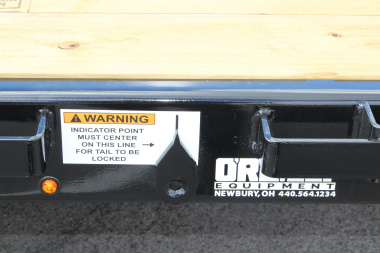 WARNING
INDICATOR POINT
MUST CENTER
ON THIS LINE
FOR TAIL TO BE
LOCKED
EQUIPMENT
NEWBURY, OH 440.564.1234